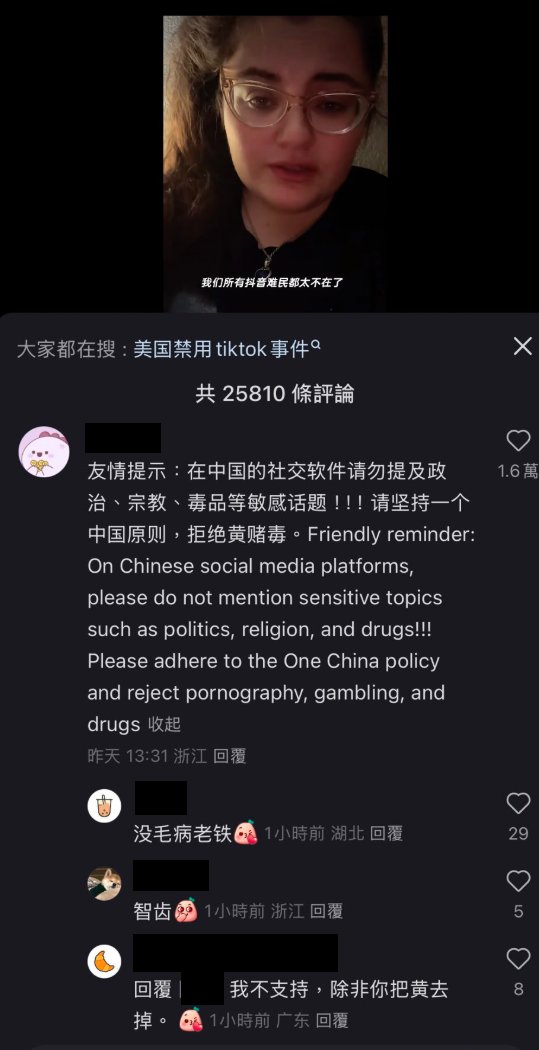 我们所有抖音难民都太不在了
大家都在搜：美国禁用tiktok事件
共 25810 條評論
友情提示：在中国的社交软件请勿提及政
1.6萬
治、宗教、毒品等敏感话题！！！请坚持一个
中国原则，拒绝黄赌毒。Friendly reminder:
On Chinese social media platforms,
please do not mention sensitive topics
such as politics, religion, and drugs!!!
Please adhere to the One China policy
and reject pornography, gambling, and
drugs 收起
昨天 13:31 浙江 回覆
没毛病老铁 1小時前 湖北 回覆
29
智齿 1小時前 浙江 回覆
5
回覆 我不支持，除非你把黄去
8
掉。 1小時前 广东 回覆